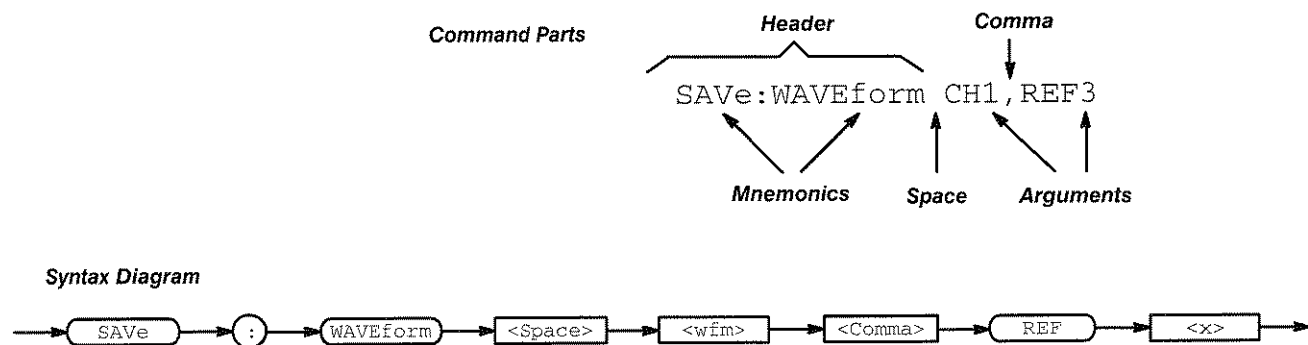 Command Parts
Header
Comma
SAVe:WAVEform CH1,REF3
Mnemonics
Space
Arguments
Syntax Diagram
SAVe : WAVEform <Space> <wfm> <Comma> REF <x>